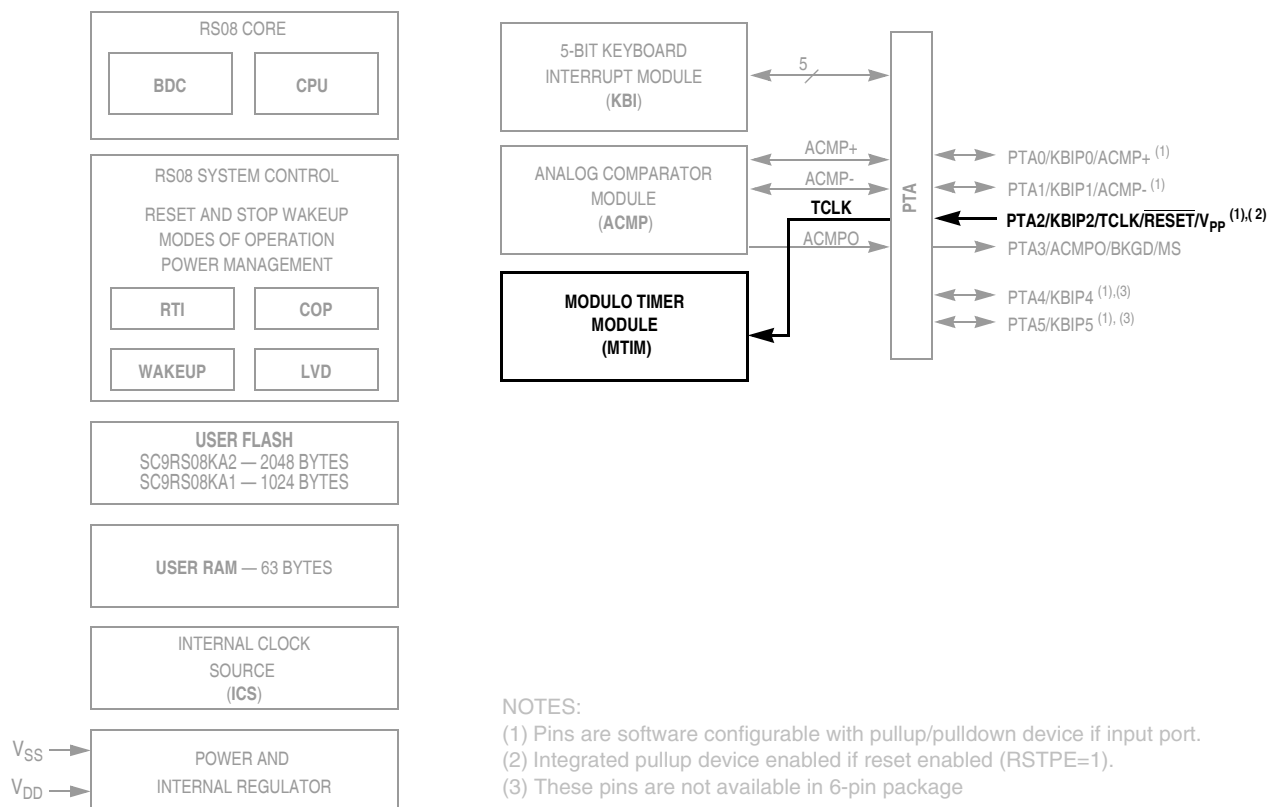 RS08 CORE
BDC
CPU
RS08 SYSTEM CONTROL
RESET AND STOP WAKEUP
MODES OF OPERATION
POWER MANAGEMENT
RTI
COP
WAKEUP
LVD
USER FLASH
SC9RS08KA2 — 2048 BYTES
SC9RS08KA1 — 1024 BYTES
USER RAM — 63 BYTES
INTERNAL CLOCK
SOURCE
(ICS)
VSS
VDD
POWER AND
INTERNAL REGULATOR
5-BIT KEYBOARD
INTERRUPT MODULE
(KBI)
5
ANALOG COMPARATOR
MODULE
(ACMP)
ACMP+
ACMP-
TCLK
ACMPO
MODULO TIMER
MODULE
(MTIM)
PTA
PTA0/KBIP0/ACMP+ (1)
PTA1/KBIP1/ACMP- (1)
PTA2/KBIP2/TCLK/RESET/VPP (1),( 2)
PTA3/ACMPO/BKGD/MS
PTA4/KBIP4 (1),(3)
PTA5/KBIP5 (1), (3)
NOTES:
(1) Pins are software configurable with pullup/pulldown device if input port.
(2) Integrated pullup device enabled if reset enabled (RSTPE=1).
(3) These pins are not available in 6-pin package